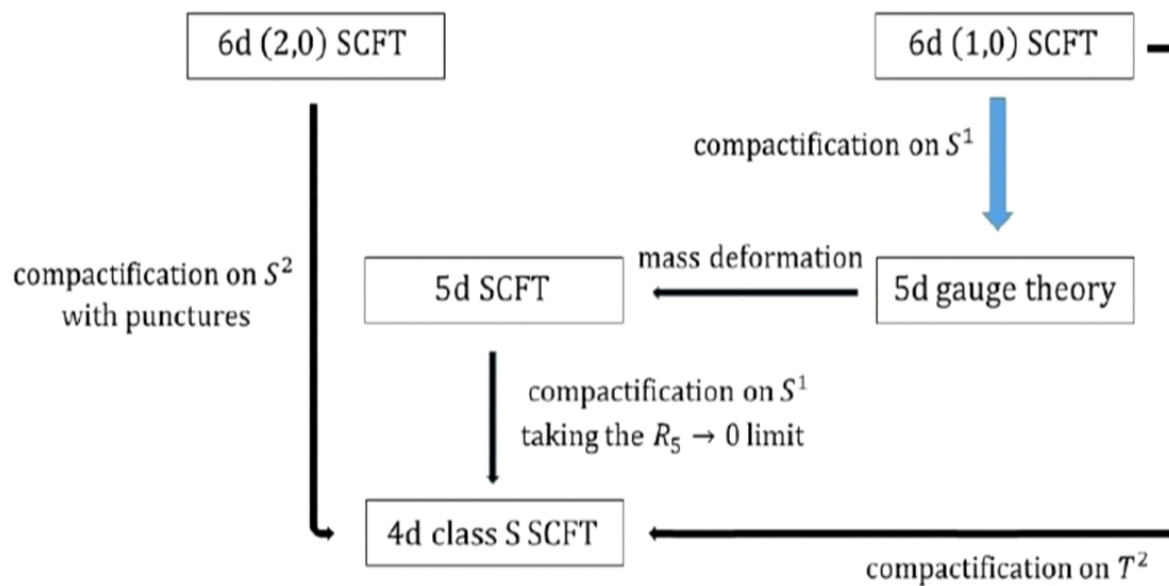 6d (2,0) SCFT
6d (1,0) SCFT
compactification on $S^1$
compactification on $S^2$
with punctures
mass deformation
5d SCFT
5d gauge theory
compactification on $S^1$
taking the $R_5 \to 0$ limit
4d class S SCFT
compactification on $T^2$